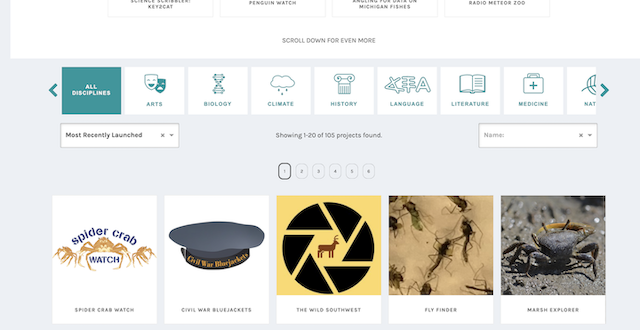 SCIENCE SCRIBBLER:
KEY2CAT
PENGUIN WATCH
ANGLING FOR DATA ON
MICHIGAN FISHES
RADIO METEOR ZOO
SCROLL DOWN FOR EVEN MORE
ALL
DISCIPLINES
ARTS
BIOLOGY
CLIMATE
HISTORY
LANGUAGE
LITERATURE
MEDICINE
NAT
Most Recently Launched
Showing 1-20 of 105 projects found.
Name:
1 2 3 4 5 6
spider crab
WATCH
Civil War Bluejackets
SPIDER CRAB WATCH
CIVIL WAR BLUEJACKETS
THE WILD SOUTHWEST
FLY FINDER
MARSH EXPLORER